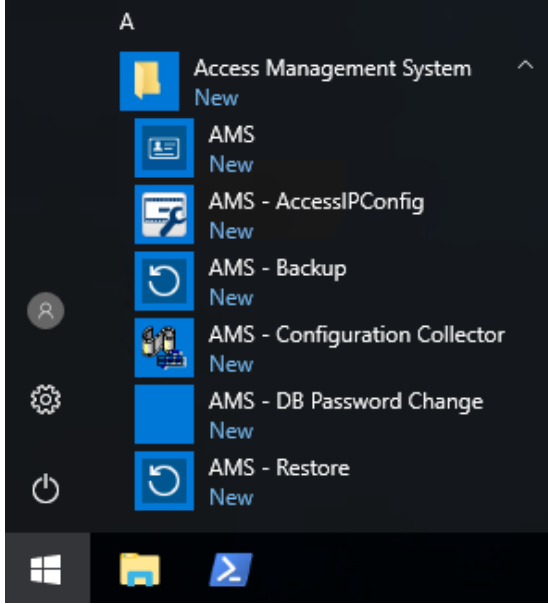 A
Access Management System
New
AMS
New
AMS - AccessIPConfig
New
AMS - Backup
New
AMS - Configuration Collector
New
AMS - DB Password Change
New
AMS - Restore
New